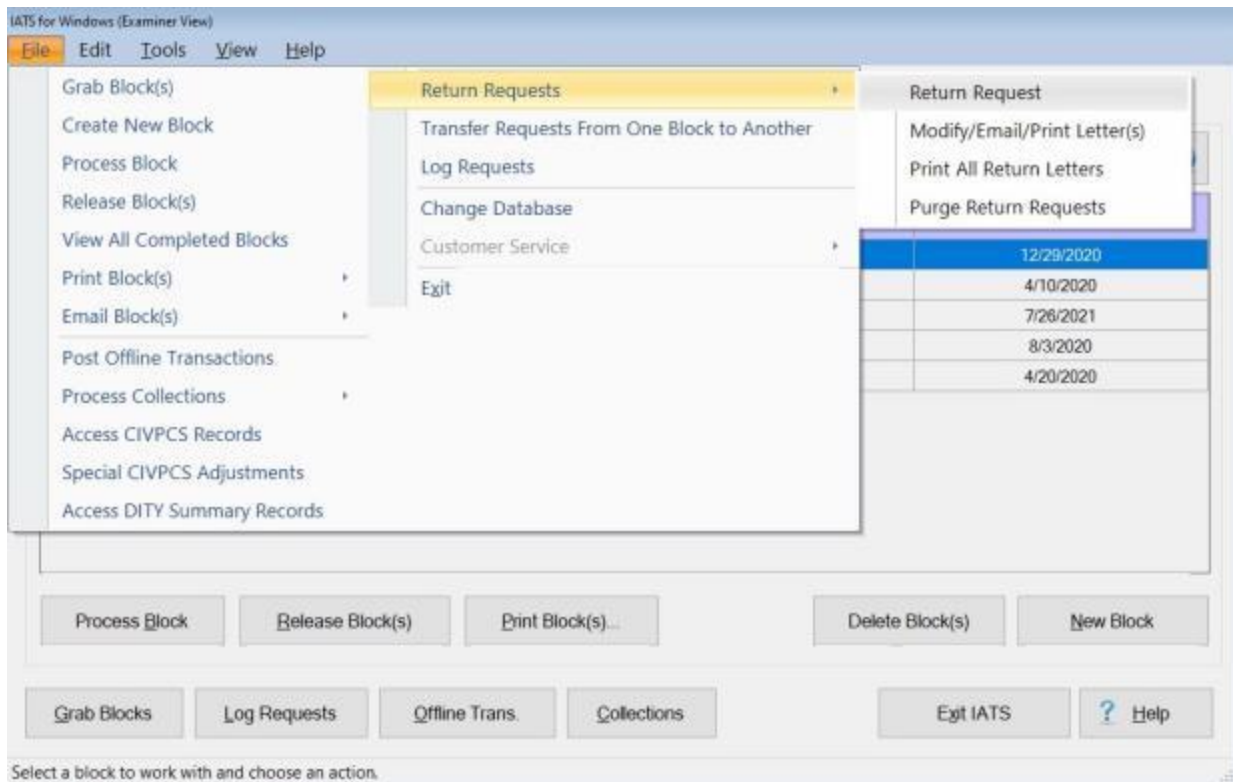 IATS for Windows (Examiner View)
File Edit Tools View Help
Grab Block(s)
Create New Block
Process Block
Release Block(s)
View All Completed Blocks
Print Block(s)
Email Block(s)
Post Offline Transactions
Process Collections
Access CIVPCS Records
Special CIVPCS Adjustments
Access DITY Summary Records
Return Requests
Transfer Requests From One Block to Another
Log Requests
Change Database
Customer Service
Exit
Return Request
Modify/Email/Print Letter(s)
Print All Return Letters
Purge Return Requests
12/29/2020
4/10/2020
7/26/2021
8/3/2020
4/20/2020
Process Block Release Block(s) Print Block(s)... Delete Block(s) New Block
Grab Blocks Log Requests Offline Trans. Collections Exit IATS ? Help
Select a block to work with and choose an action.